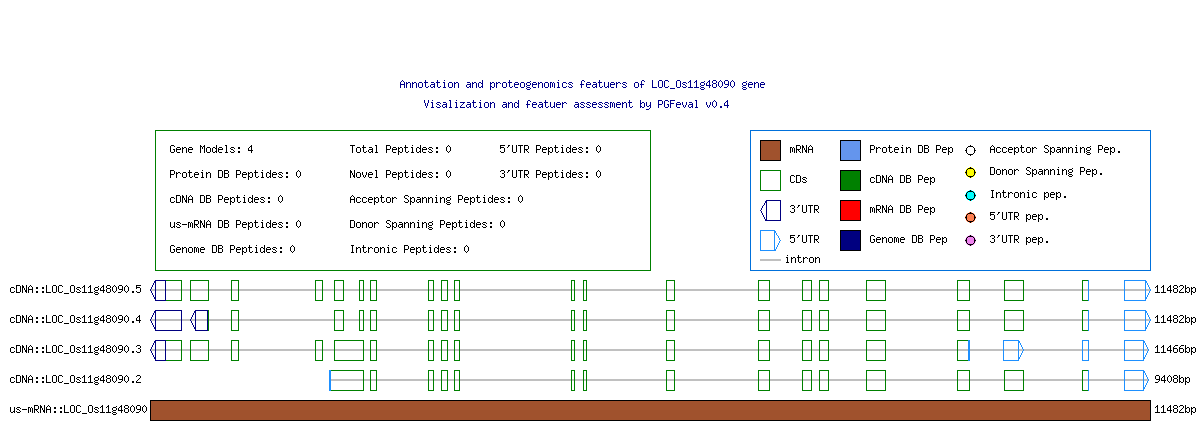 Annotation and proteogenomics featuers of LOC_Os11g48090 gene
Visalization and featuer assessment by PGFeval v0.4
Gene Models: 4 Total Peptides: 0 5'UTR Peptides: 0
Protein DB Peptides: 0 Novel Peptides: 0 3'UTR Peptides: 0
cDNA DB Peptides: 0 Acceptor Spanning Peptides: 0
us-mRNA DB Peptides: 0 Donor Spanning Peptides: 0
Genome DB Peptides: 0 Intronic Peptides: 0
mRNA Protein DB Pep Acceptor Spanning Pep.
CDs cDNA DB Pep Donor Spanning Pep.
3'UTR mRNA DB Pep Intronic pep.
5'UTR Genome DB Pep 5'UTR pep.
intron 3'UTR pep.
cDNA::LOC_Os11g48090.5 11482bp
cDNA::LOC_Os11g48090.4 11482bp
cDNA::LOC_Os11g48090.3 11466bp
cDNA::LOC_Os11g48090.2 9408bp
us-mRNA::LOC_Os11g48090 11482bp